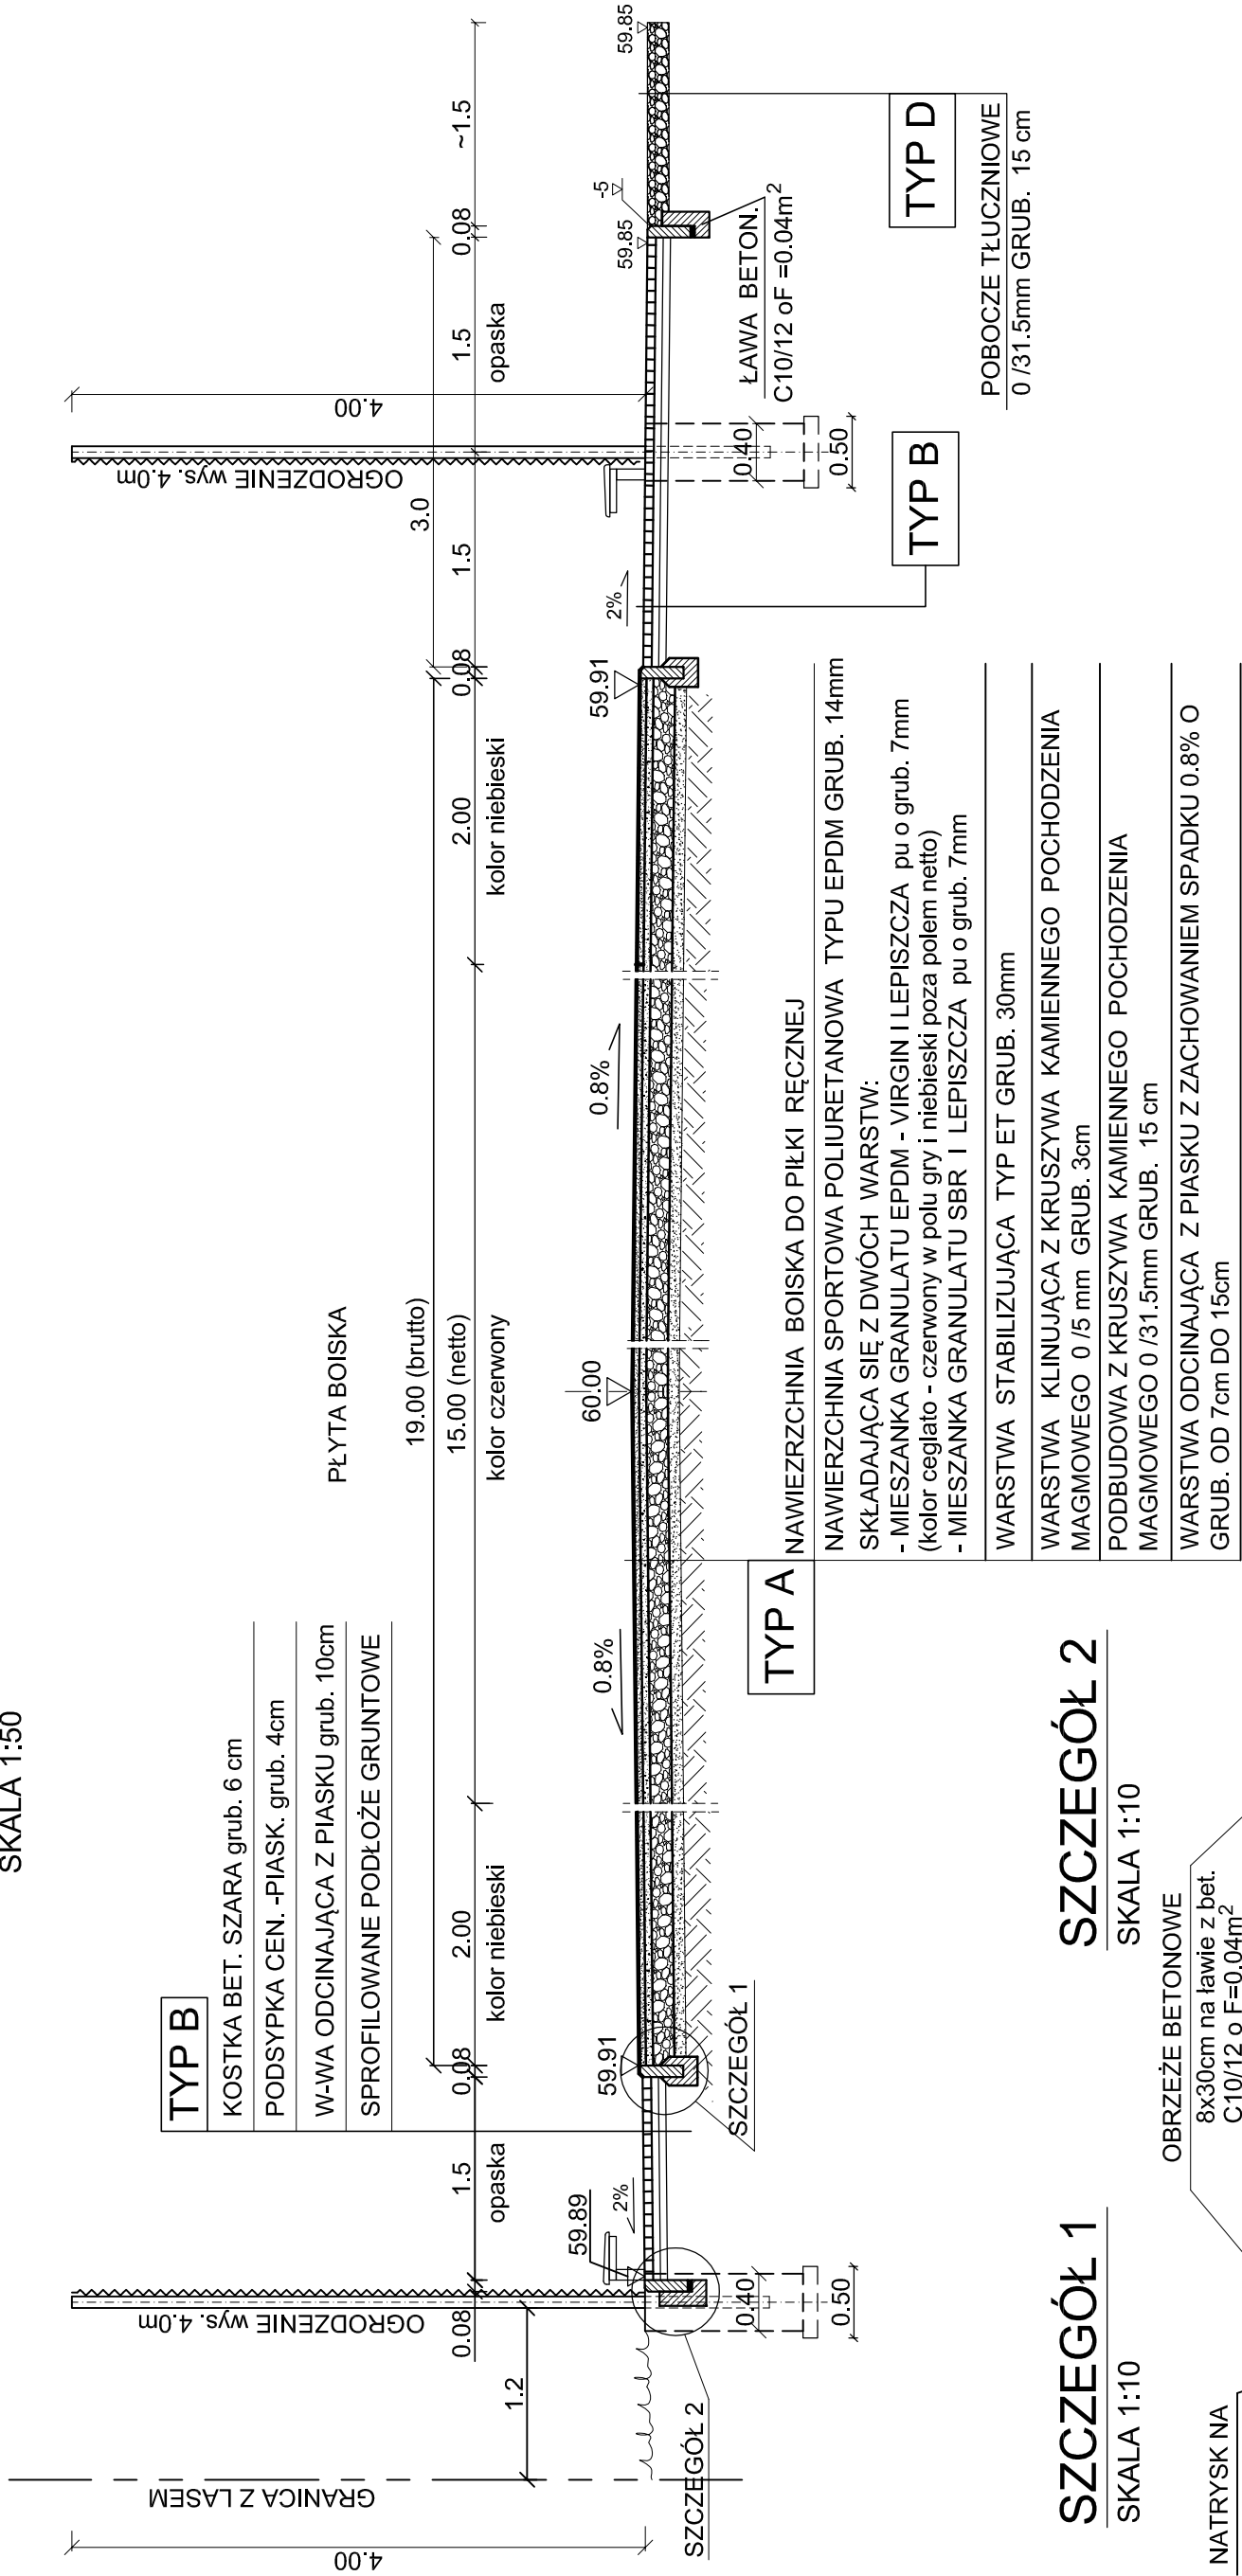 SKALA 1:50
TYP B
KOSTKA BET. SZARA grub. 6 cm
PODSYPKA CEN. -PIASK. grub. 4cm
W-WA ODCINAJĄCA Z PIASKU grub. 10cm
SPROFILOWANE PODŁOŻE GRUNTOWE
PŁYTA BOISKA
19.00 (brutto)
15.00 (netto)
kolor czerwony
3.0
0.08
1.5
opaska
0.08
2.00
kolor niebieski
2.00
kolor niebieski
0.08
1.5
1.5
opaska
0.08
~1.5
1.2
GRANICA Z LASEM
4.00
OGRODZENIE wys. 4.0m
OGRODZENIE wys. 4.0m
4.00
59.89
2%
59.91
0.8%
60.00
0.8%
59.91
2%
59.85
-5
59.85
0.40
0.50
0.40
0.50
SZCZEGÓŁ 2
SZCZEGÓŁ 1
ŁAWA BETON.
C10/12 oF =0.04m²
TYP B
TYP D
POBOCZE TŁUCZNIOWE
0 /31.5mm GRUB. 15 cm
TYP A
NAWIEZRZCHNIA BOISKA DO PIŁKI RĘCZNEJ
NAWIERZCHNIA SPORTOWA POLIURETANOWA TYPU EPDM GRUB. 14mm
SKŁADAJĄCA SIĘ Z DWÓCH WARSTW:
- MIESZANKA GRANULATU EPDM - VIRGIN I LEPISZCZA pu o grub. 7mm
(kolor ceglato - czerwony w polu gry i niebieski poza polem netto)
- MIESZANKA GRANULATU SBR I LEPISZCZA pu o grub. 7mm
WARSTWA STABILIZUJĄCA TYP ET GRUB. 30mm
WARSTWA KLINUJĄCA Z KRUSZYWA KAMIENNEGO POCHODZENIA
MAGMOWEGO 0 /5 mm GRUB. 3cm
PODBUDOWA Z KRUSZYWA KAMIENNEGO POCHODZENIA
MAGMOWEGO 0 /31.5mm GRUB. 15 cm
WARSTWA ODCINAJĄCA Z PIASKU Z ZACHOWANIEM SPADKU 0.8% O
GRUB. OD 7cm DO 15cm
SZCZEGÓŁ 1
SKALA 1:10
SZCZEGÓŁ 2
SKALA 1:10
OBRZEŻE BETONOWE
8x30cm na ławie z bet.
C10/12 o F=0.04m²
NATRYSK NA